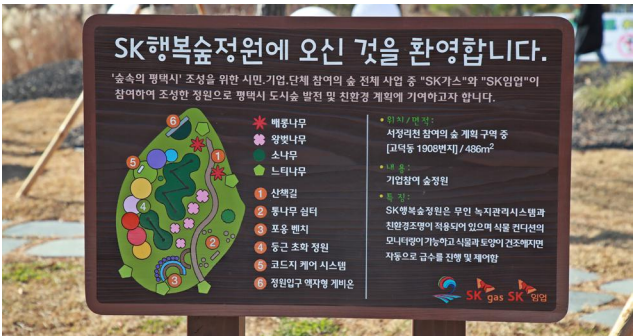 SK행복숲정원에 오신 것을 환영합니다.
'숲속의 평택시' 조성을 위한 시민.기업.단체 참여의 숲 전체 사업 중 "SK가스"와 "SK임업"이
참여하여 조성한 정원으로 평택시 도시숲 발전 및 친환경 계획에 기여하고자 합니다.
배롱나무
왕벚나무
소나무
느티나무
1 산책길
2 통나무 쉼터
3 포옹 벤치
4 둥근 초화 정원
5 코드지 케어 시스템
6 정원입구 액자형 게비온
6
1
5
4
2
3
• 위치/면적:
서정리천 참여의 숲 계획 구역 중
[고덕동 1908번지] / 486m²
• 내용:
기업참여 숲정원
• 특징:
SK행복숲정원은 무인 녹지관리시스템과
친환경조명이 적용되어 있으며 식물 컨디션의
모니터링이 가능하고 식물과 토양이 건조해지면
자동으로 급수를 진행 및 제어함
SK gas SK 임업